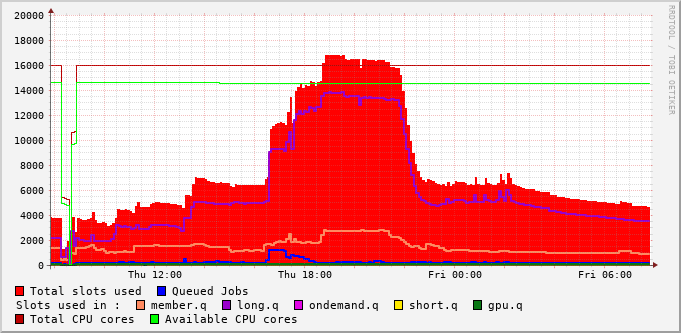 RRDTOOL / TOBI OETIKER
20000
18000
16000
14000
12000
10000
8000
6000
4000
2000
0
Thu 12:00 Thu 18:00 Fri 00:00 Fri 06:00
Total slots used Queued Jobs
Slots used in : member.q long.q ondemand.q short.q gpu.q
Total CPU cores Available CPU cores